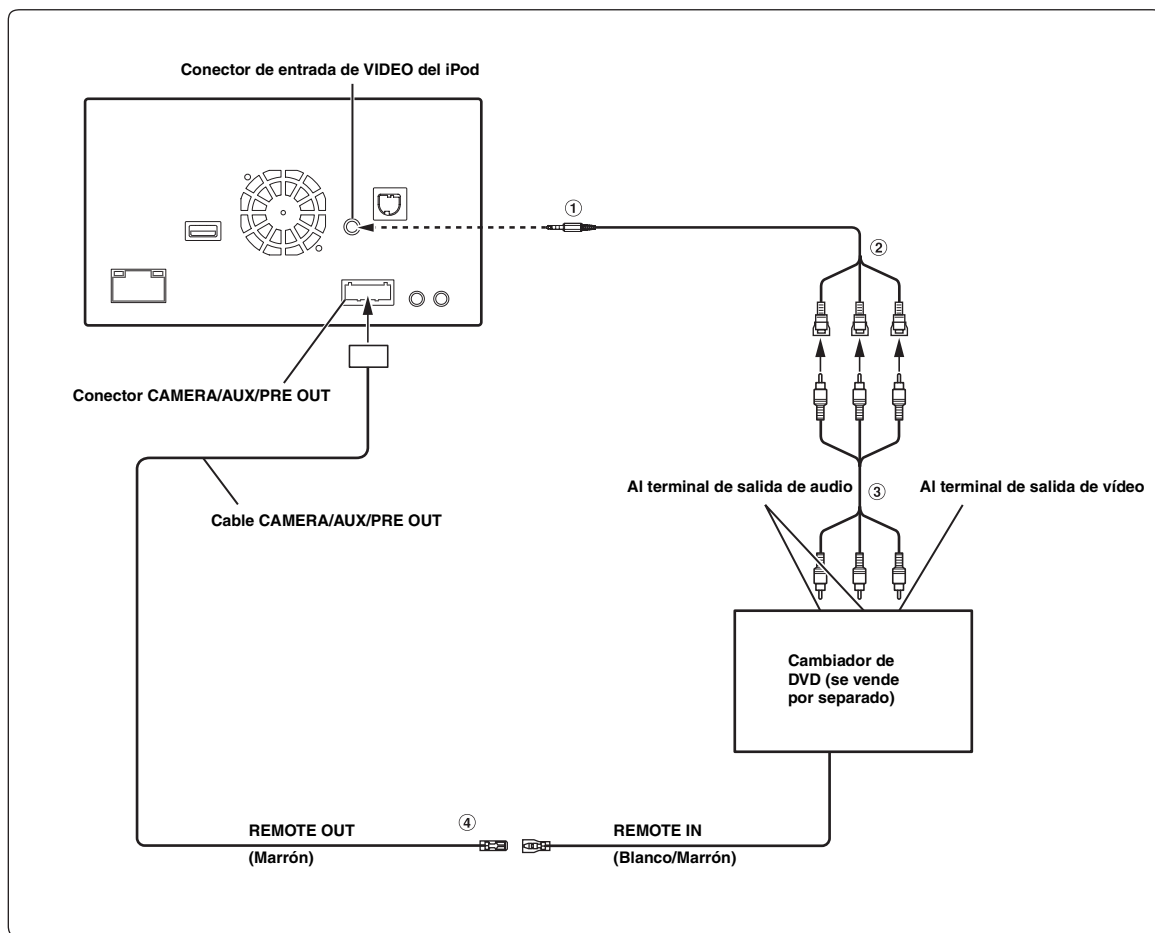 Conector de entrada de VIDEO del iPod
①
②
Conector CAMERA/AUX/PRE OUT
Al terminal de salida de audio
③
Al terminal de salida de vídeo
Cable CAMERA/AUX/PRE OUT
Cambiador de
DVD (se vende
por separado)
REMOTE OUT
(Marrón)
④
REMOTE IN
(Blanco/Marrón)